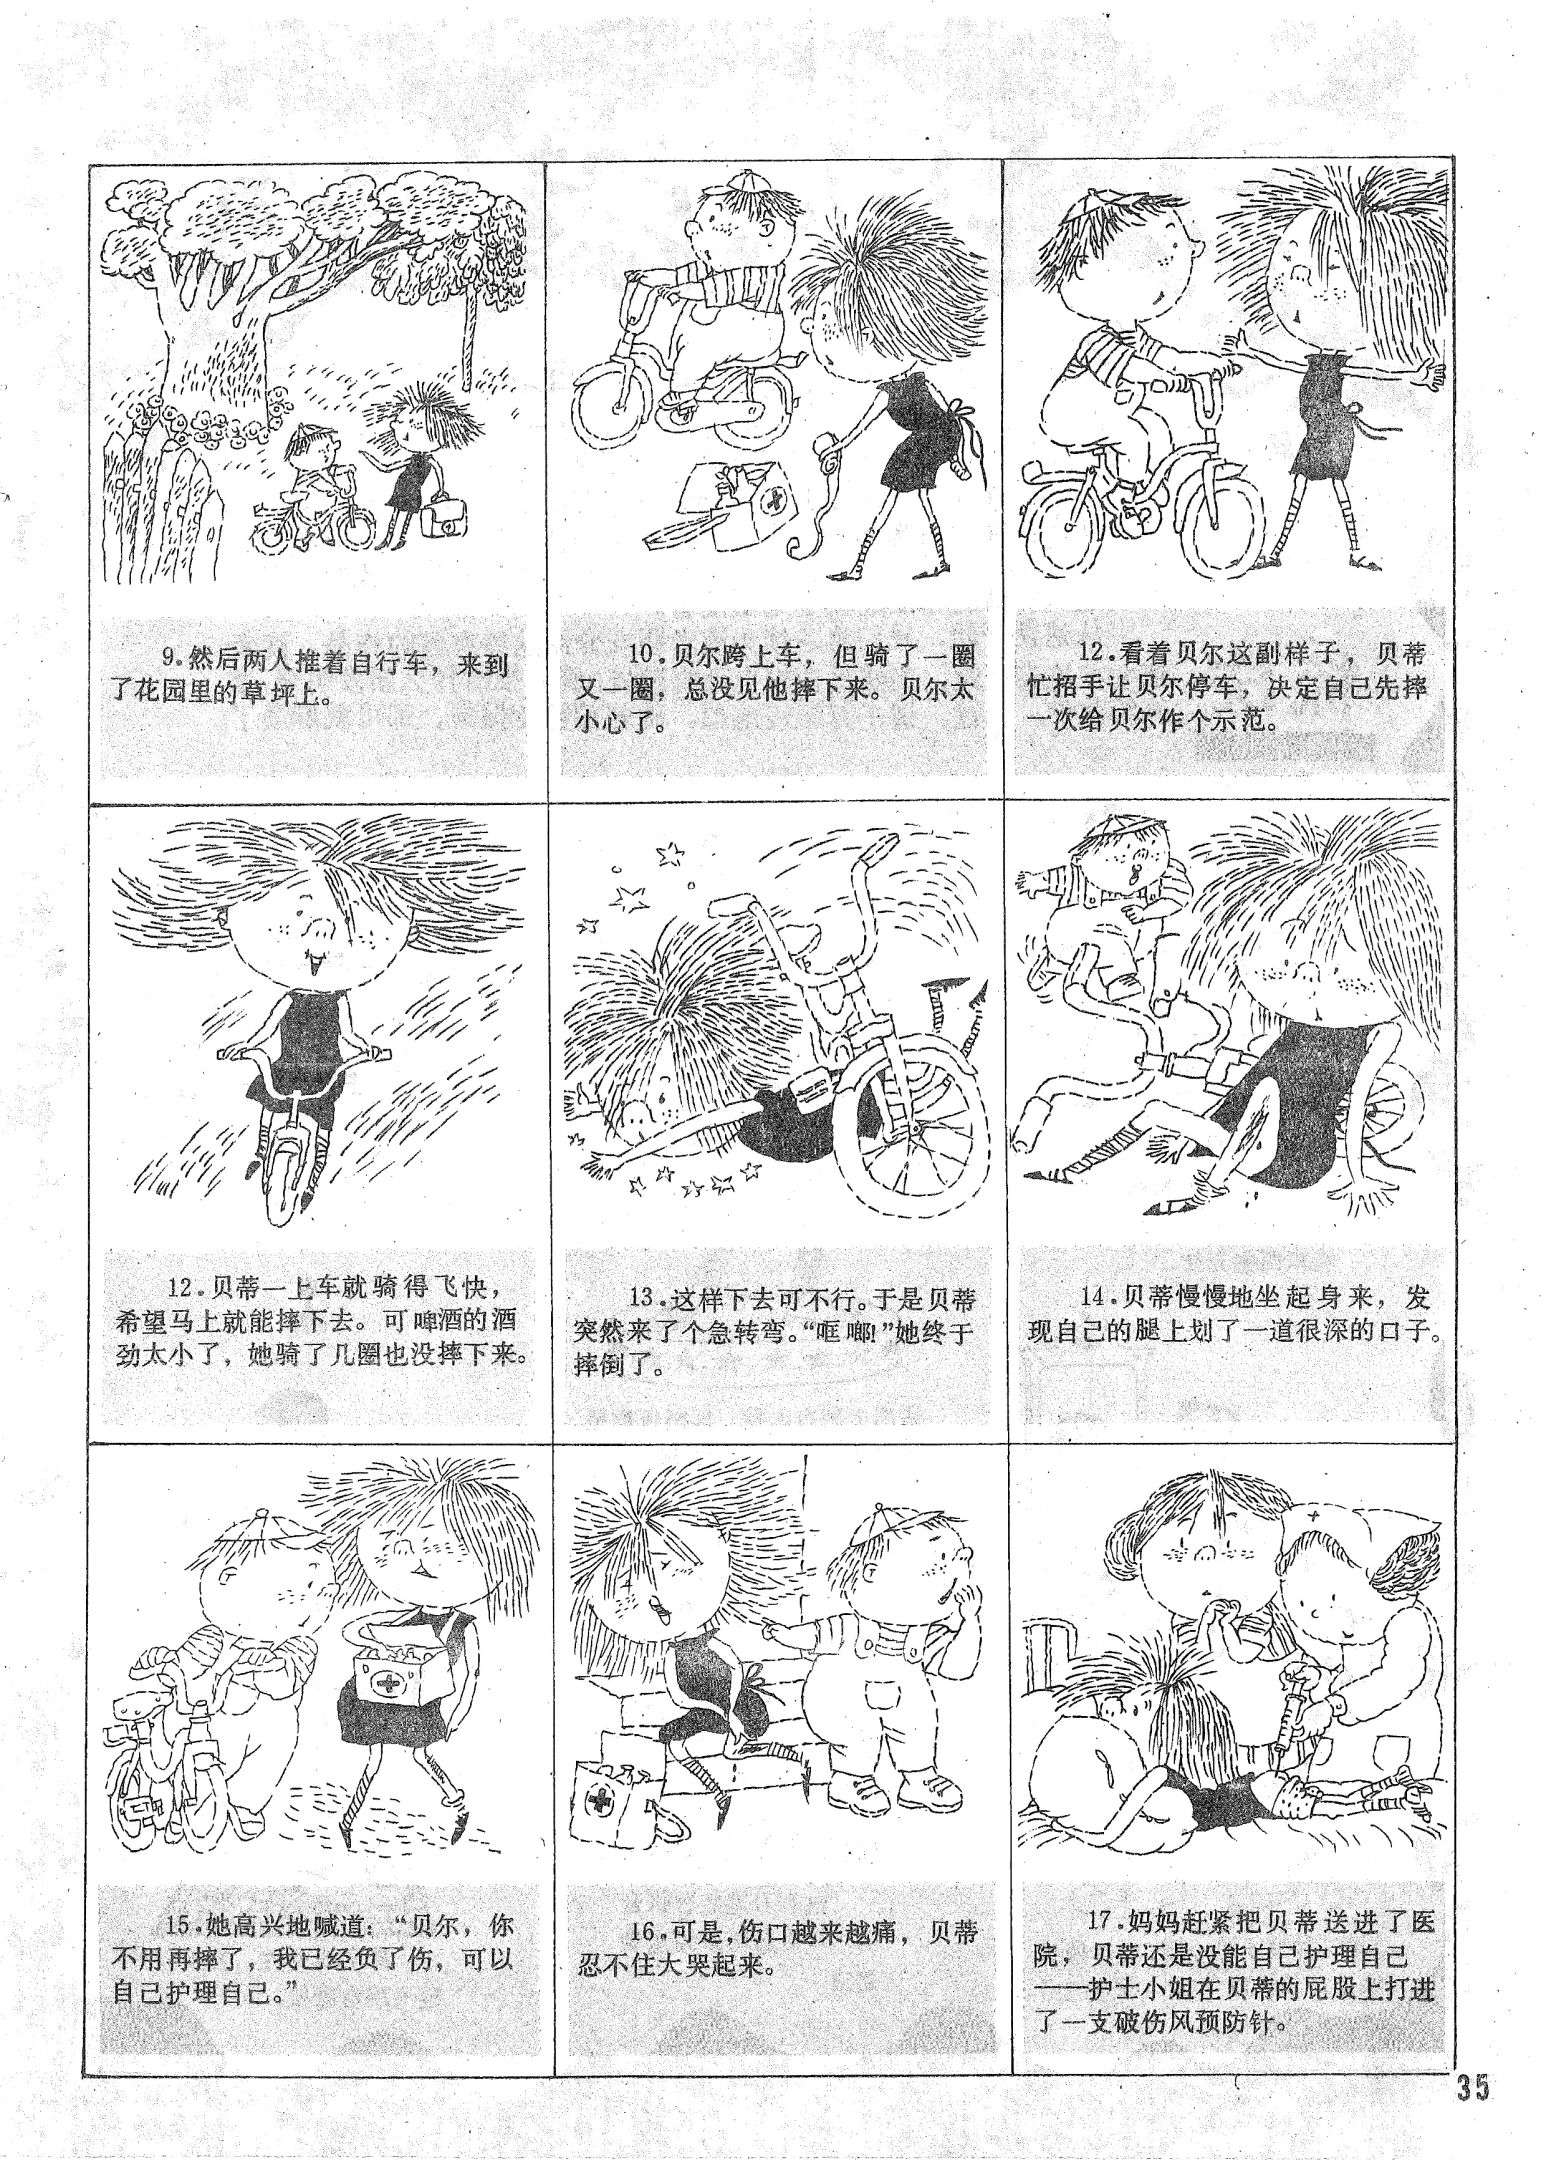 9.然后两人推着自行车，来到
了花园里的草坪上。
10.贝尔跨上车，但骑了一圈
又一圈，总没见他摔下来。贝尔太
小心了。
12.看着贝尔这副样子，贝蒂
忙招手让贝尔停车，决定自己先摔
一次给贝尔作个示范。
12.贝蒂一上车就骑得飞快，
希望马上就能摔下去。可啤酒的酒
劲太小了，她骑了几圈也没摔下来。
13.这样下去可不行。于是贝蒂
突然来了个急转弯。“哐啷！”她终于
摔倒了。
14.贝蒂慢慢地坐起身来，发
现自己的腿上划了一道很深的口子。
15.她高兴地喊道：“贝尔，你
不用再摔了，我已经负了伤，可以
自己护理自己。”
16.可是，伤口越来越痛，贝蒂
忍不住大哭起来。
17.妈妈赶紧把贝蒂送进了医
院，贝蒂还是没能自己护理自己
——护士小姐在贝蒂的屁股上打进
了一支破伤风预防针。
35